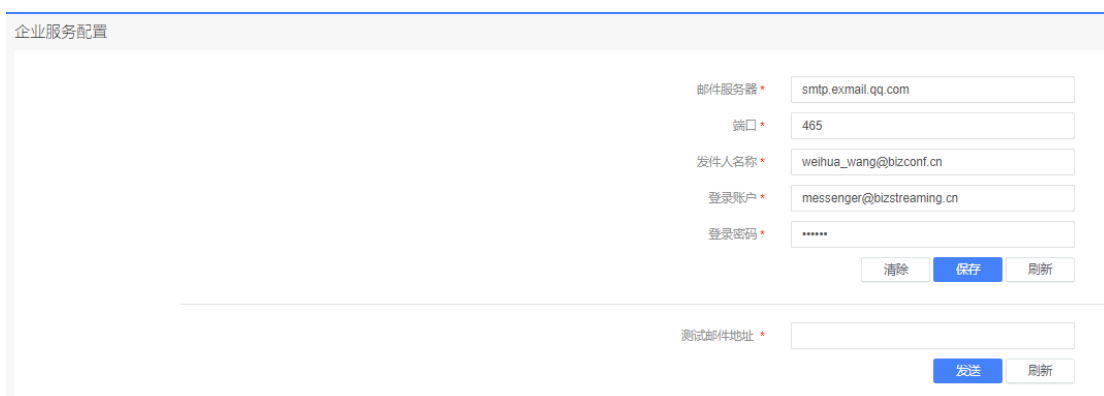 企业服务配置
邮件服务器 * smtp.exmail.qq.com
端口 * 465
发件人名称 * weihua_wang@bizconf.cn
登录账户 * messenger@bizstreaming.cn
登录密码 * ••••••
清除 保存 刷新
测试邮件地址 *
发送 刷新